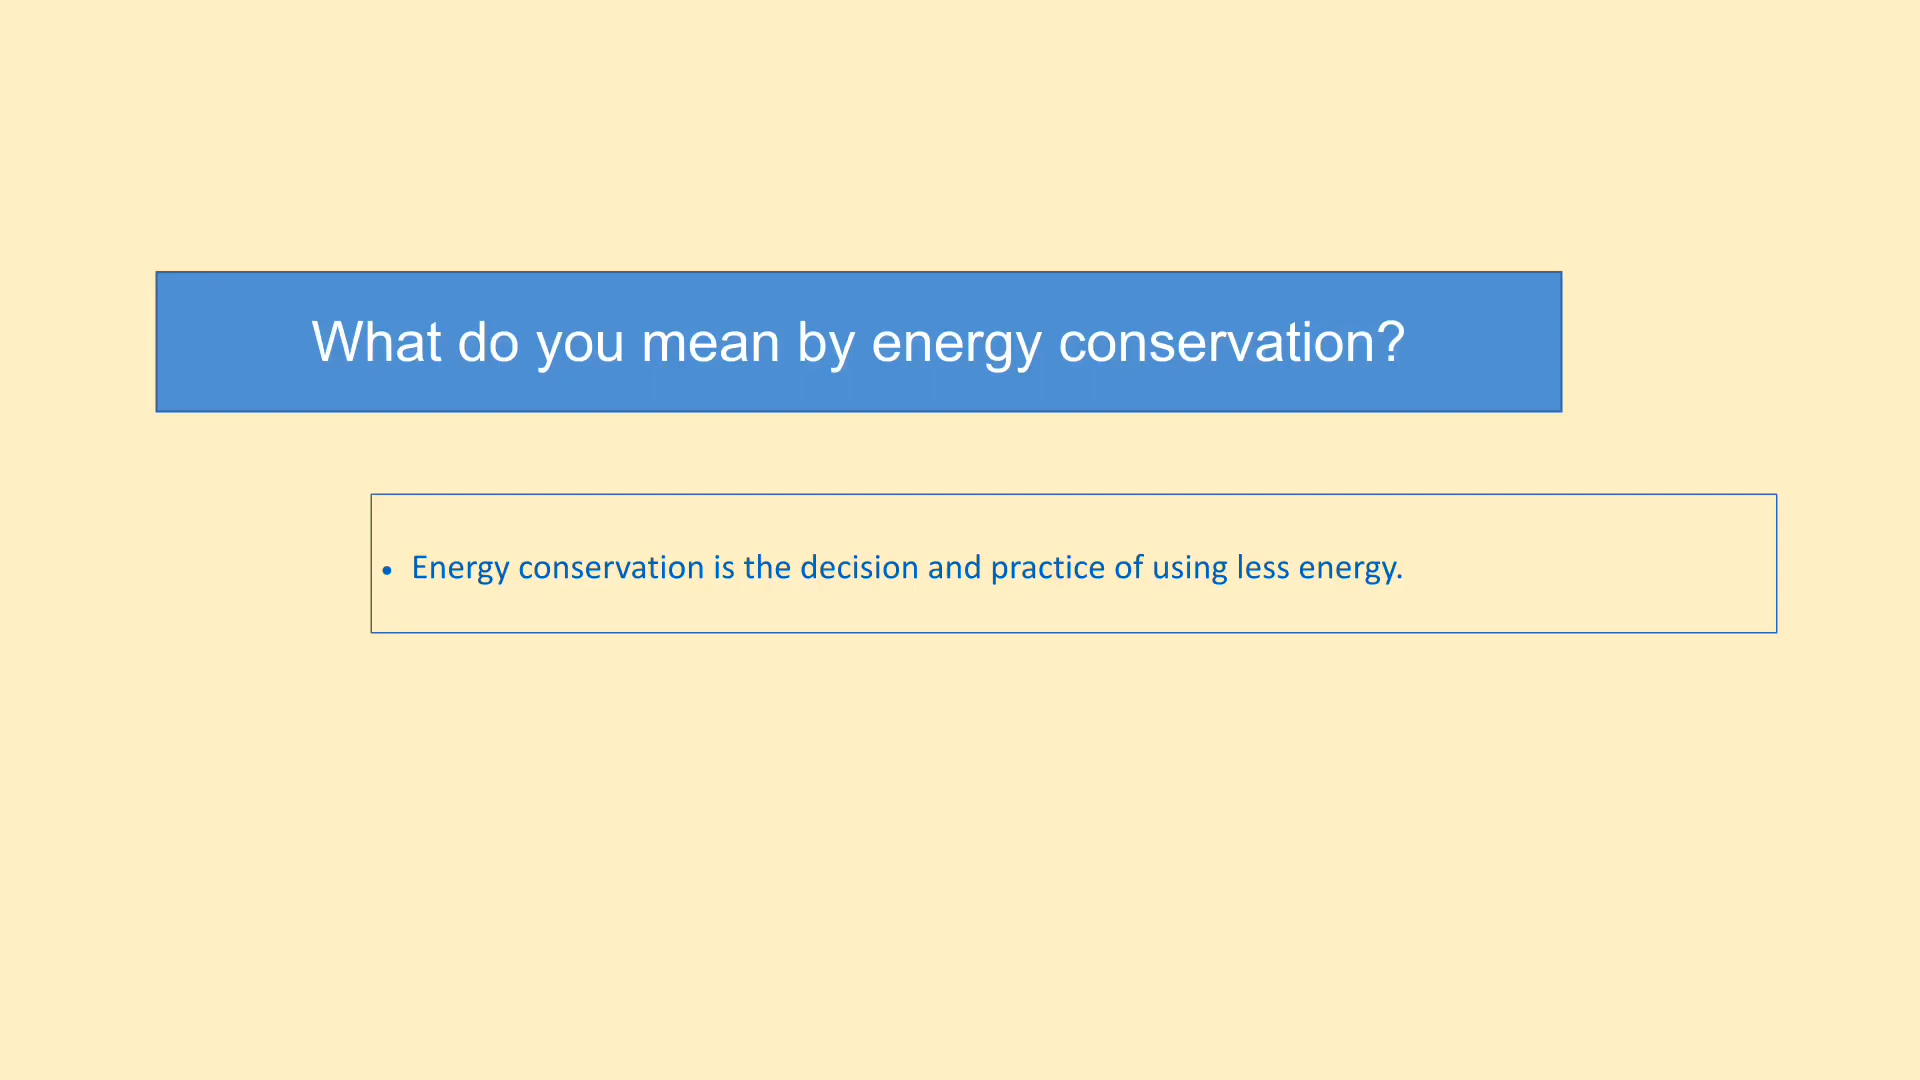 What do you mean by energy conservation?
• Energy conservation is the decision and practice of using less energy.